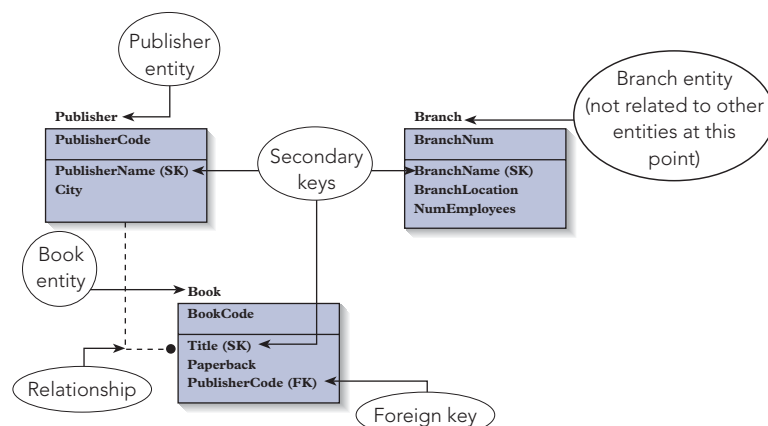 Publisher
entity
Branch entity
(not related to other
entities at this
point)
Publisher
PublisherCode
PublisherName (SK)
City
Secondary
keys
Branch
BranchNum
BranchName (SK)
BranchLocation
NumEmployees
Book
entity
Book
BookCode
Title (SK)
Paperback
PublisherCode (FK)
Relationship
Foreign key